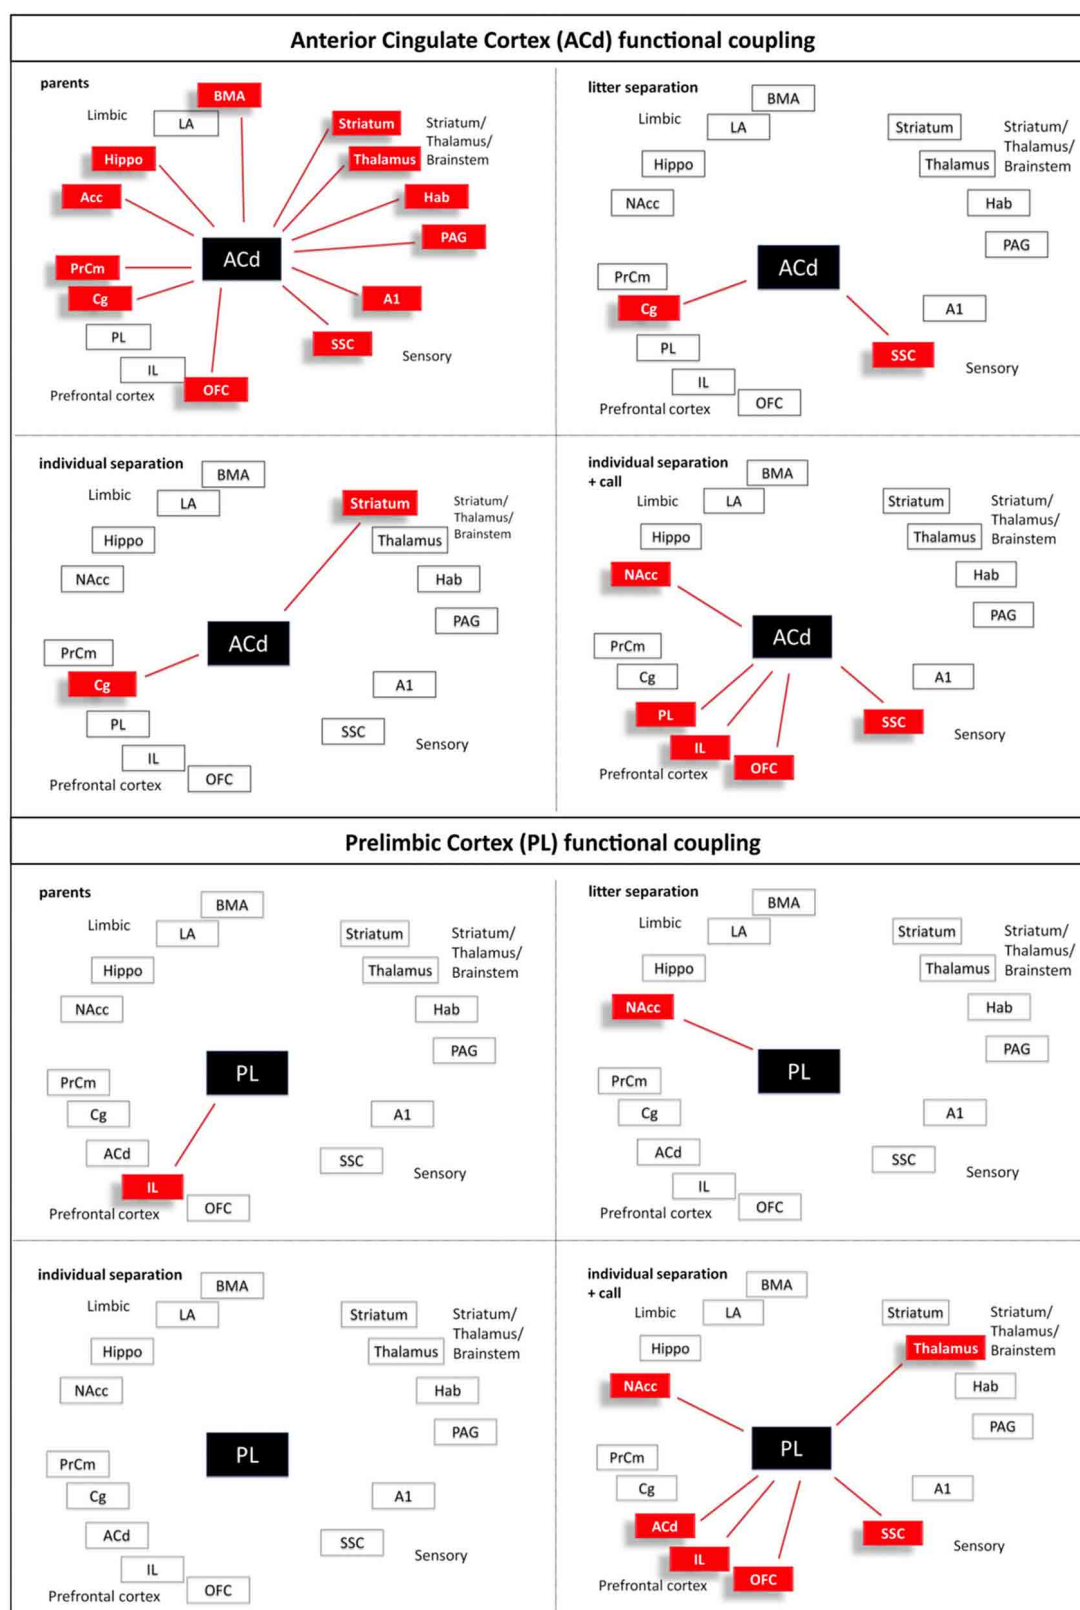 Anterior Cingulate Cortex (ACd) functional coupling
parents
BMA
Limbic
LA
Striatum
Striatum/
Thalamus/
Brainstem
Hippo
Thalamus
Acc
Hab
PAG
ACd
PrCm
Cg
A1
PL
SSC
Sensory
IL
OFC
Prefrontal cortex
litter separation
BMA
Limbic
LA
Striatum
Striatum/
Thalamus/
Brainstem
Hippo
Thalamus
NAcc
Hab
PAG
ACd
PrCm
Cg
A1
PL
SSC
Sensory
IL
OFC
Prefrontal cortex
individual separation
BMA
Limbic
LA
Striatum
Striatum/
Thalamus/
Brainstem
Hippo
Thalamus
NAcc
Hab
PAG
ACd
PrCm
Cg
A1
PL
SSC
Sensory
IL
OFC
Prefrontal cortex
individual separation
+ call
BMA
Limbic
LA
Striatum
Striatum/
Thalamus/
Brainstem
Hippo
Thalamus
NAcc
Hab
PAG
ACd
PrCm
Cg
A1
PL
SSC
Sensory
IL
OFC
Prefrontal cortex
Prelimbic Cortex (PL) functional coupling
parents
BMA
Limbic
LA
Striatum
Striatum/
Thalamus/
Brainstem
Hippo
Thalamus
NAcc
Hab
PAG
PL
PrCm
Cg
A1
ACd
SSC
Sensory
IL
OFC
Prefrontal cortex
litter separation
BMA
Limbic
LA
Striatum
Striatum/
Thalamus/
Brainstem
Hippo
Thalamus
NAcc
Hab
PAG
PL
PrCm
Cg
A1
ACd
SSC
Sensory
IL
OFC
Prefrontal cortex
individual separation
BMA
Limbic
LA
Striatum
Striatum/
Thalamus/
Brainstem
Hippo
Thalamus
NAcc
Hab
PAG
PL
PrCm
Cg
A1
ACd
SSC
Sensory
IL
OFC
Prefrontal cortex
individual separation
+ call
BMA
Limbic
LA
Striatum
Striatum/
Thalamus/
Brainstem
Hippo
Thalamus
NAcc
Hab
PAG
PL
PrCm
Cg
A1
ACd
SSC
Sensory
IL
OFC
Prefrontal cortex